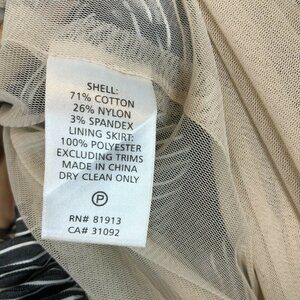 SHELL:
71% COTTON
26% NYLON
3% SPANDEX
LINING SKIRT:
100% POLYESTER
EXCLUDING TRIMS
MADE IN CHINA
DRY CLEAN ONLY
P
RN# 81913
CA# 31092